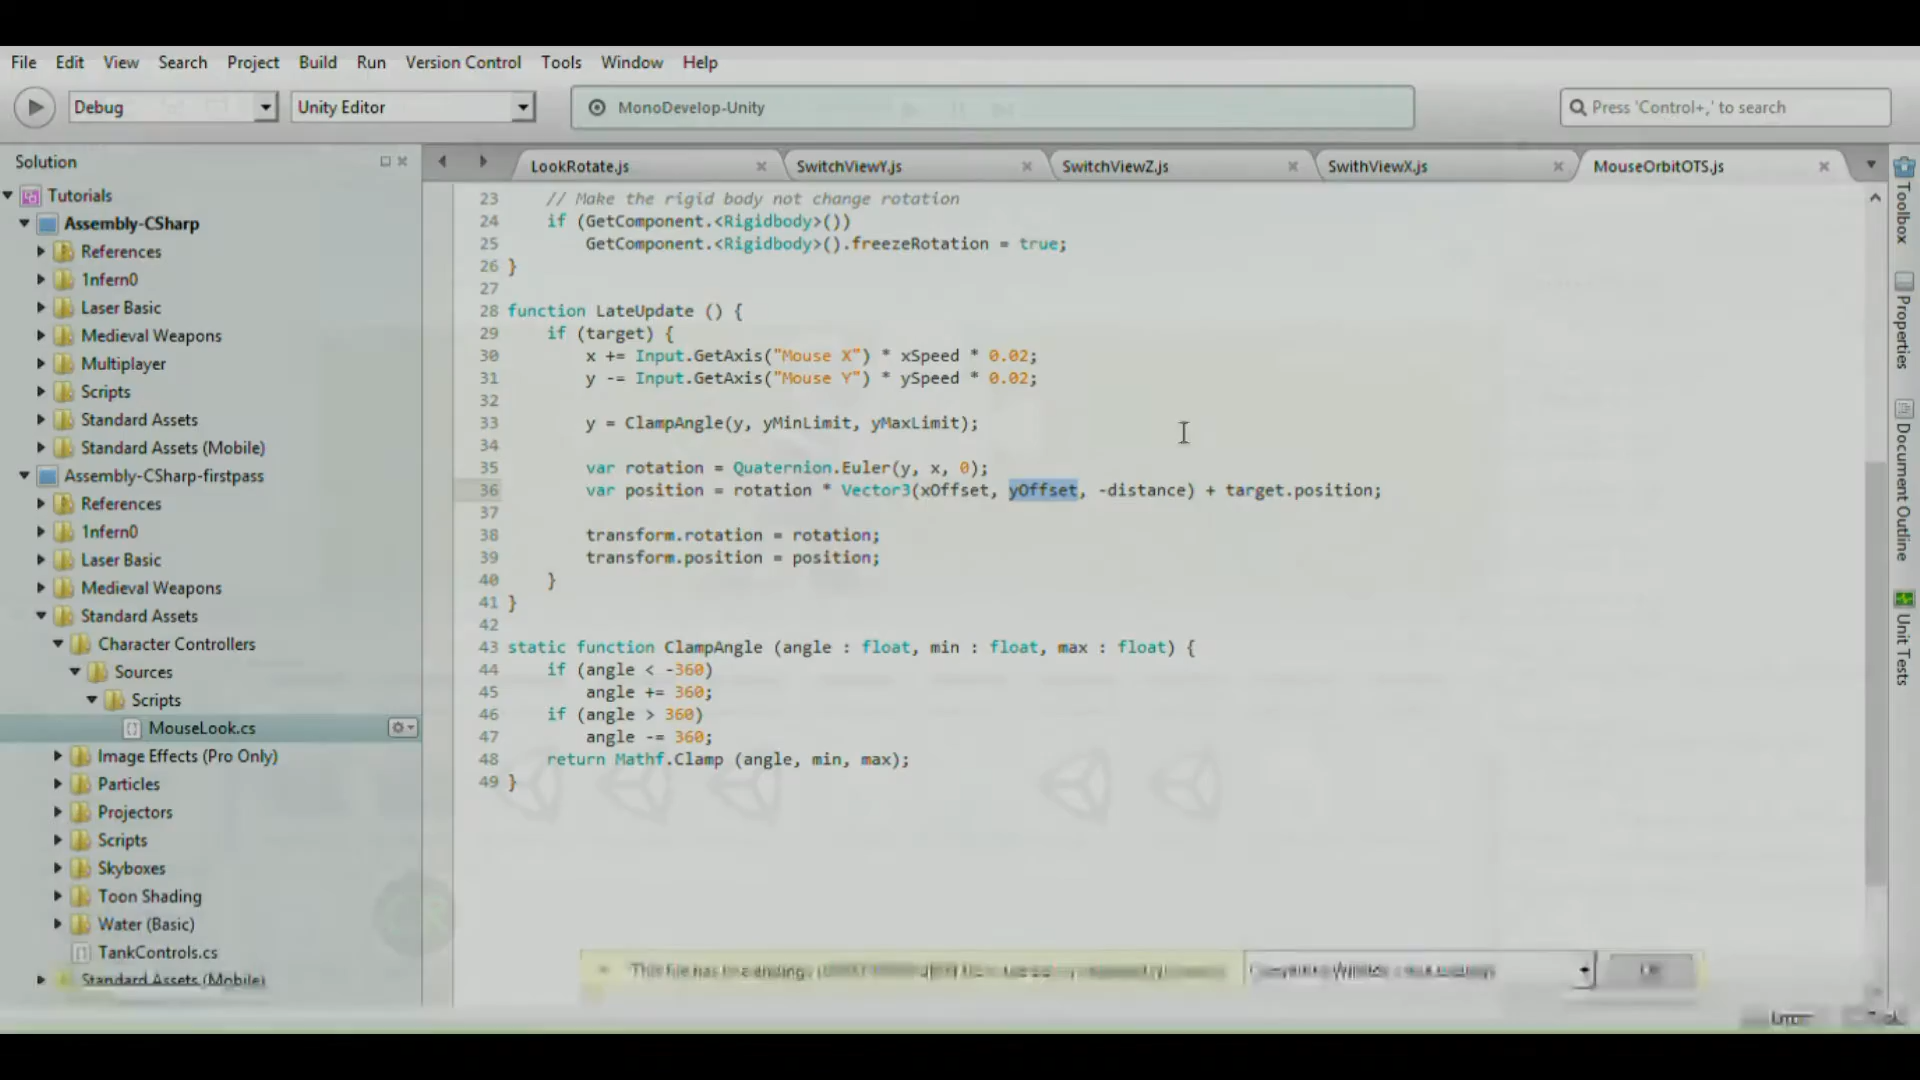 File Edit View Search Project Build Run Version Control Tools Window Help
Debug Unity Editor MonoDevelop-Unity Press 'Control+,' to search
Solution
LookRotate.js SwitchViewY.js SwitchViewZ.js SwithViewX.js MouseOrbitOTS.js
Tutorials
Assembly-CSharp
References
1nfern0
Laser Basic
Medieval Weapons
Multiplayer
Scripts
Standard Assets
Standard Assets (Mobile)
Assembly-CSharp-firstpass
References
1nfern0
Laser Basic
Medieval Weapons
Standard Assets
Character Controllers
Sources
Scripts
MouseLook.cs
Image Effects (Pro Only)
Particles
Projectors
Scripts
Skyboxes
Toon Shading
Water (Basic)
TankControls.cs
Standard Assets (Mobile)
23 // Make the rigid body not change rotation
24 if (GetComponent.<Rigidbody>())
25 GetComponent.<Rigidbody>().freezeRotation = true;
26 }
27
28 function LateUpdate () {
29 if (target) {
30 x += Input.GetAxis("Mouse X") * xSpeed * 0.02;
31 y -= Input.GetAxis("Mouse Y") * ySpeed * 0.02;
32
33 y = ClampAngle(y, yMinLimit, yMaxLimit);
34
35 var rotation = Quaternion.Euler(y, x, 0);
36 var position = rotation * Vector3(xOffset, yOffset, -distance) + target.position;
37
38 transform.rotation = rotation;
39 transform.position = position;
40 }
41 }
42
43 static function ClampAngle (angle : float, min : float, max : float) {
44 if (angle < -360)
45 angle += 360;
46 if (angle > 360)
47 angle -= 360;
48 return Mathf.Clamp (angle, min, max);
49 }
This file has line endings
Toolbox
Properties
Document Outline
Unit Tests